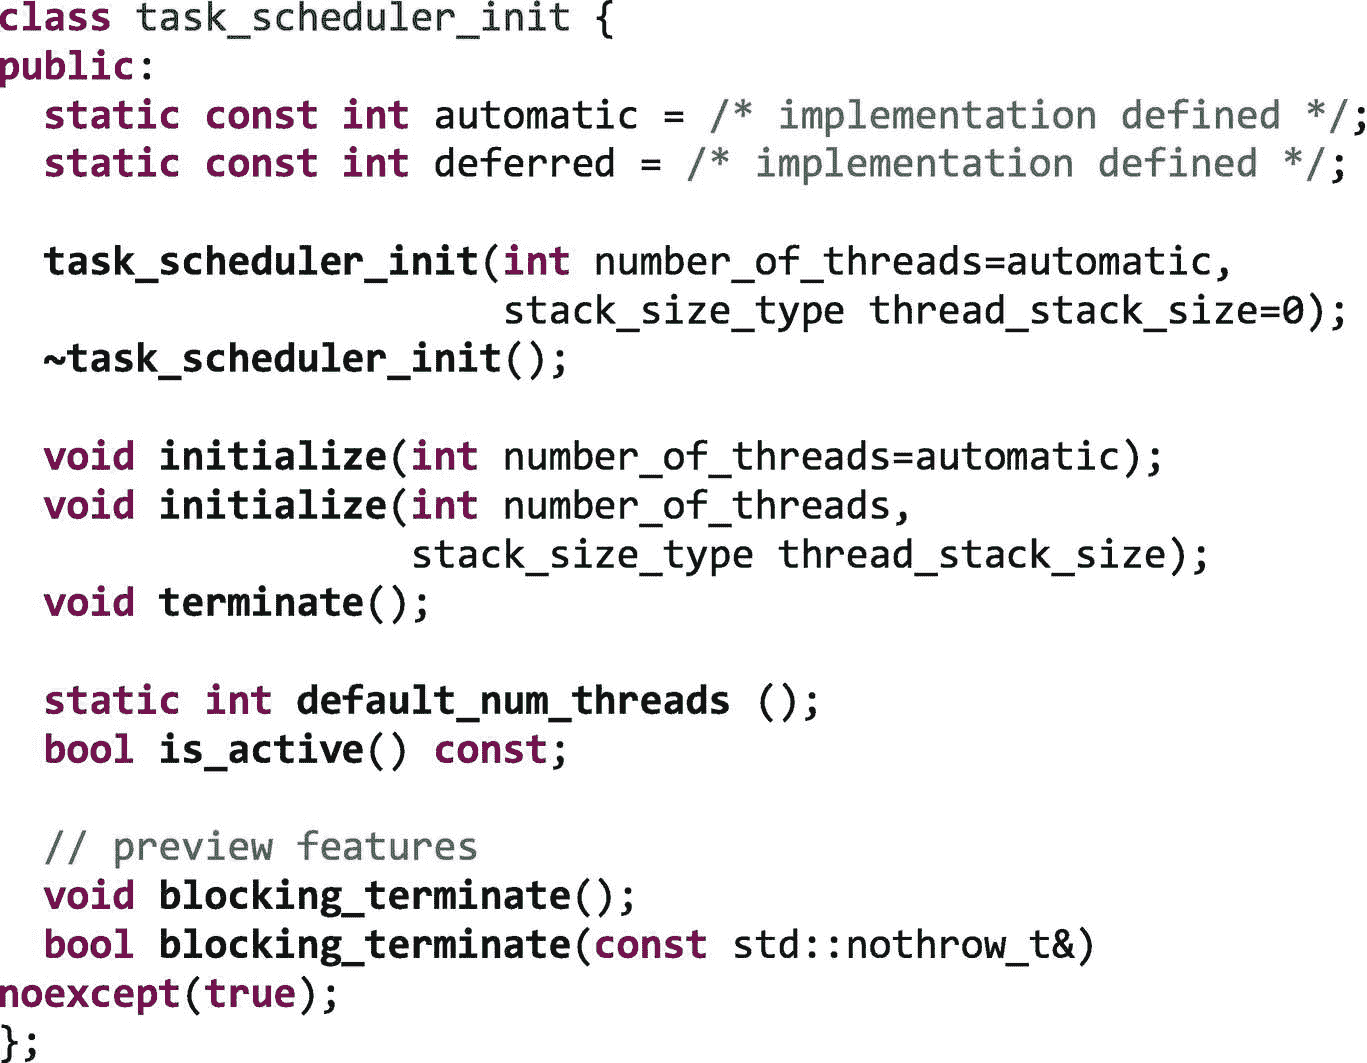 class task_scheduler_init {
public:
  static const int automatic = /* implementation defined */;
  static const int deferred = /* implementation defined */;

  task_scheduler_init(int number_of_threads=automatic,
                      stack_size_type thread_stack_size=0);
  ~task_scheduler_init();

  void initialize(int number_of_threads=automatic);
  void initialize(int number_of_threads,
                  stack_size_type thread_stack_size);
  void terminate();

  static int default_num_threads ();
  bool is_active() const;

  // preview features
  void blocking_terminate();
  bool blocking_terminate(const std::nothrow_t&)
noexcept(true);
};